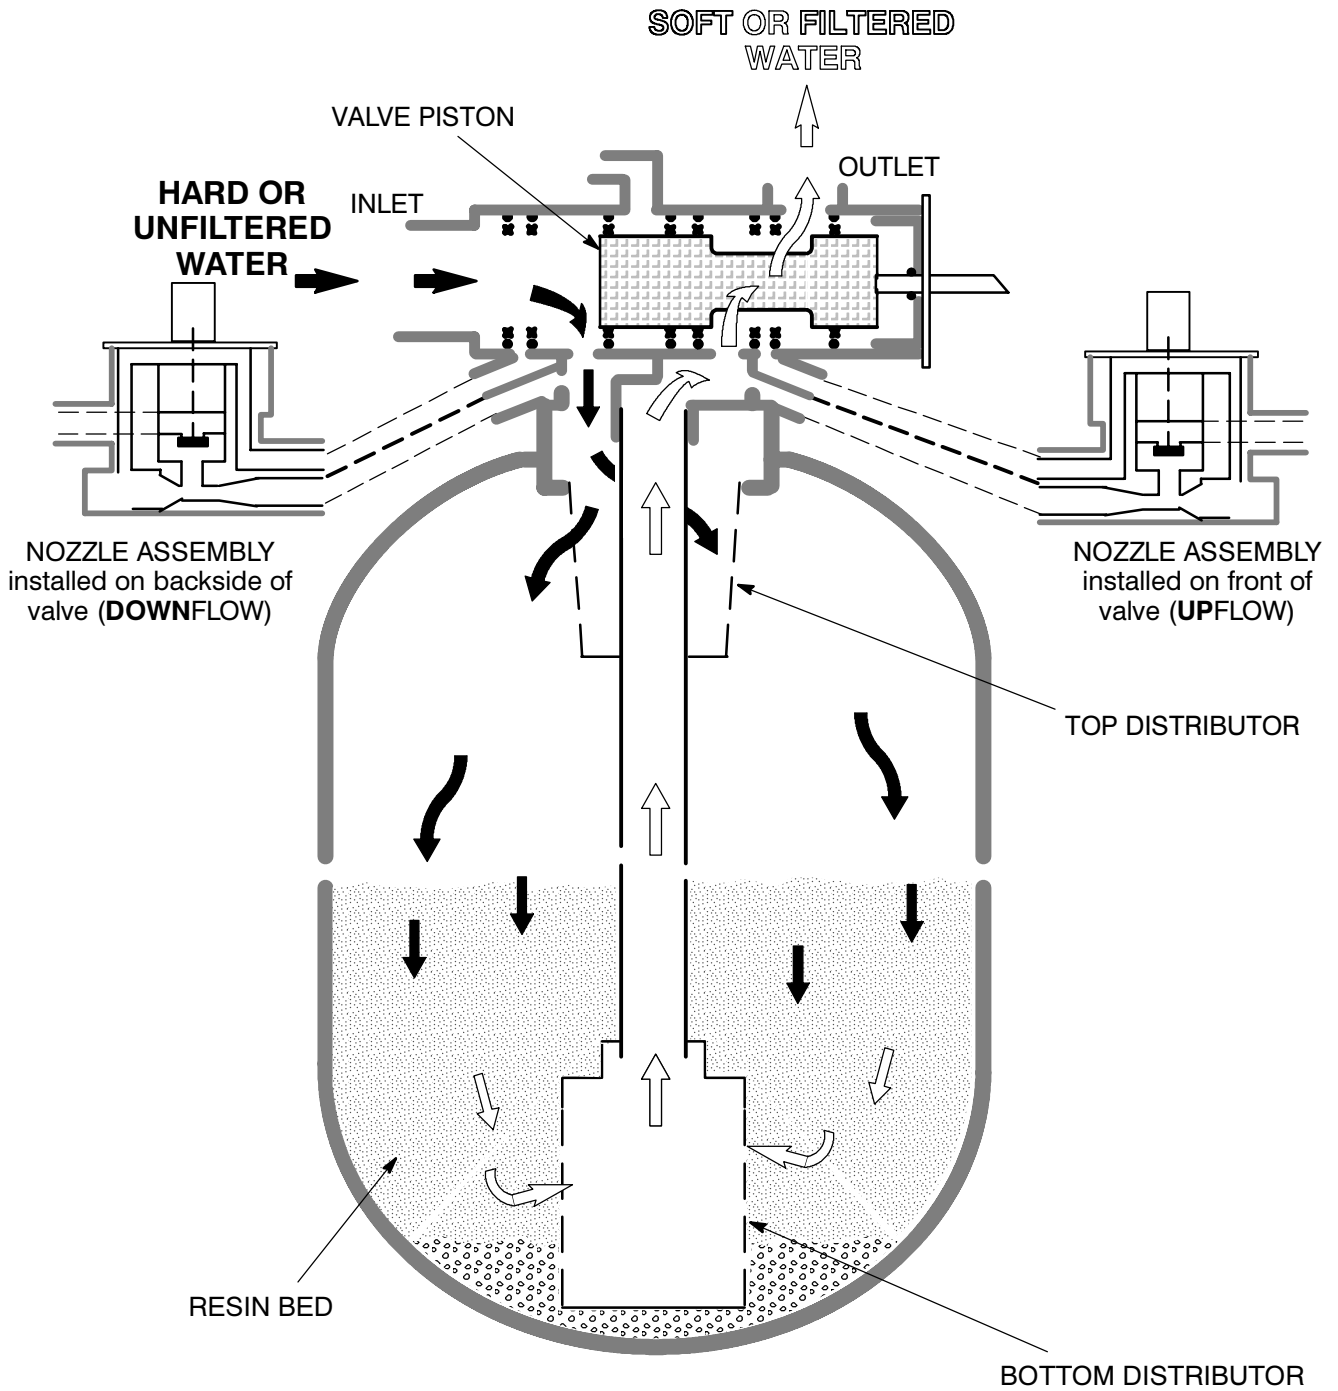 SOFT OR FILTERED
WATER
VALVE PISTON
OUTLET
HARD OR
UNFILTERED
WATER
INLET
NOZZLE ASSEMBLY
installed on backside of
valve (DOWNFLOW)
NOZZLE ASSEMBLY
installed on front of
valve (UPFLOW)
TOP DISTRIBUTOR
RESIN BED
BOTTOM DISTRIBUTOR